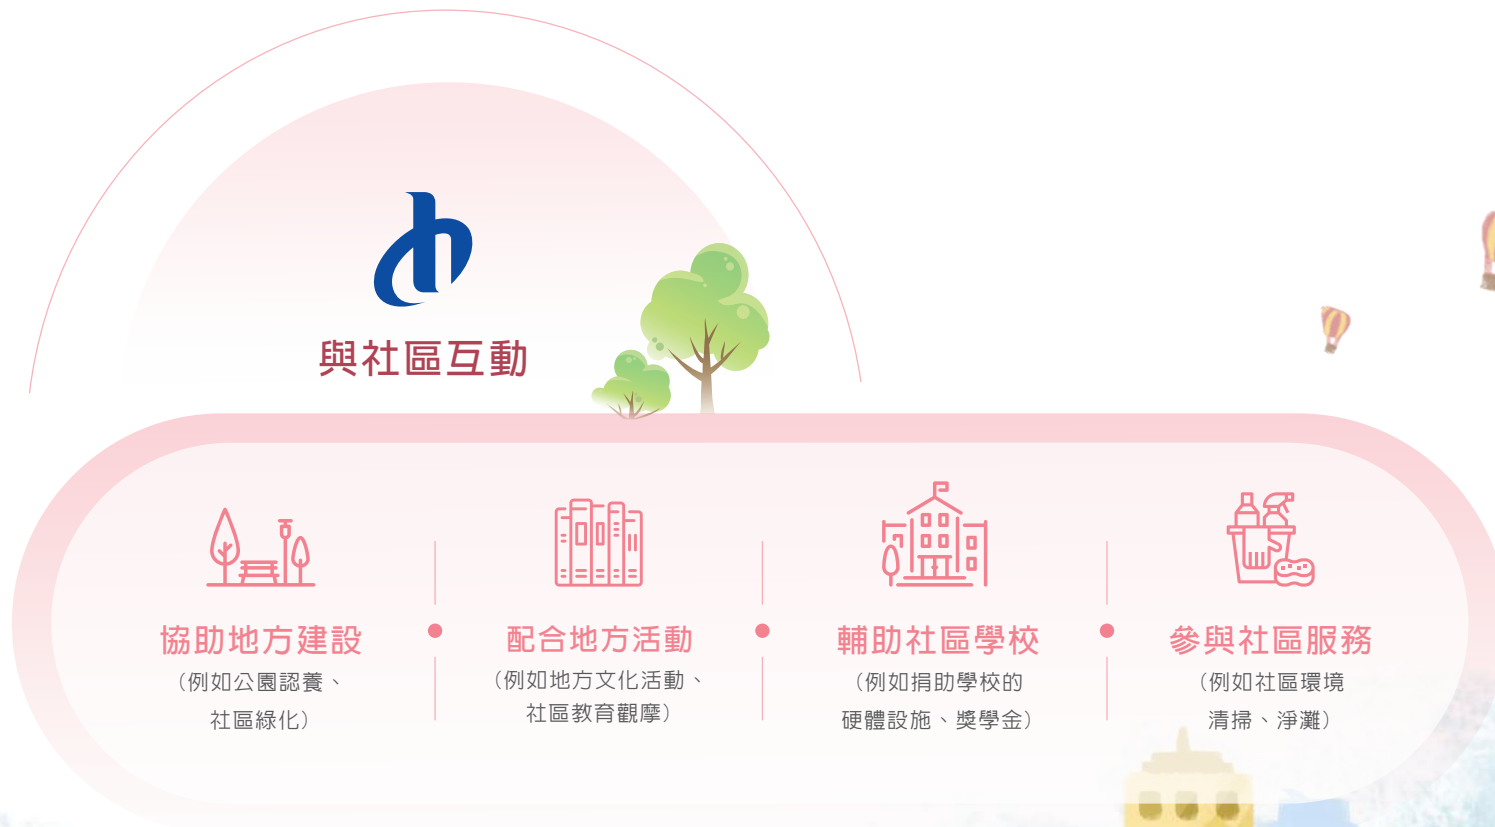 與社區互動
協助地方建設
(例如公園認養、
社區綠化)
配合地方活動
(例如地方文化活動、
社區教育觀摩)
輔助社區學校
(例如捐助學校的
硬體設施、獎學金)
參與社區服務
(例如社區環境
清掃、淨灘)